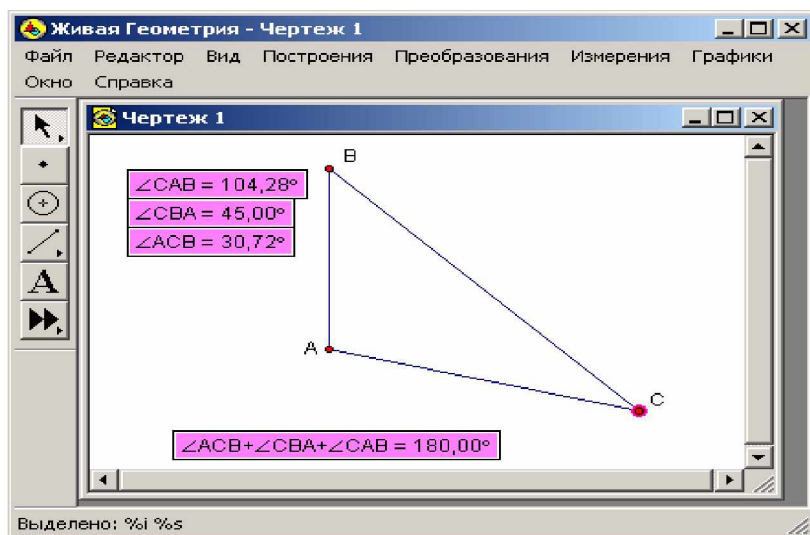 Живая Геометрия - Чертеж 1
Файл Редактор Вид Построения Преобразования Измерения Графики
Окно Справка
Чертеж 1
B
∠CAB = 104,28°
∠CBA = 45,00°
∠ACB = 30,72°
A
A
C
∠ACB+∠CBA+∠CAB = 180,00°
Выделено: %i %s